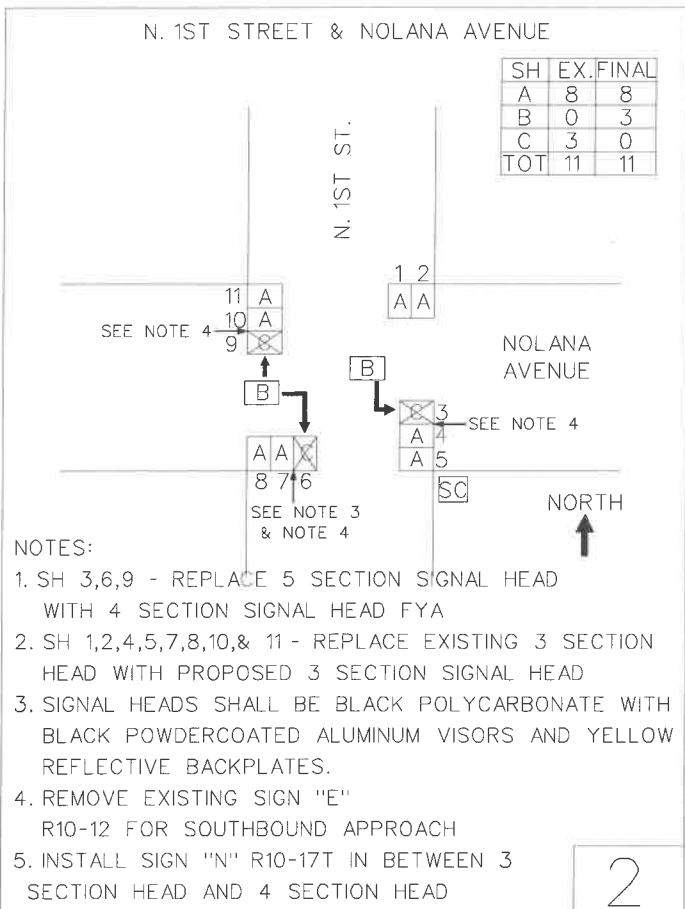 N. 1ST STREET & NOLANA AVENUE
SH EX. FINAL
A 8 8
B 0 3
C 3 0
TOT 11 11
N. 1ST ST.
1 2
A A
11 A
10 A
9 C
SEE NOTE 4
B
B
NOLANA
AVENUE
C 3
A 4
A 5
SEE NOTE 4
A A C
8 7 6
SC
SEE NOTE 3
& NOTE 4
NORTH
NOTES:
1. SH 3,6,9 - REPLACE 5 SECTION SIGNAL HEAD
WITH 4 SECTION SIGNAL HEAD FYA
2. SH 1,2,4,5,7,8,10,& 11 - REPLACE EXISTING 3 SECTION
HEAD WITH PROPOSED 3 SECTION SIGNAL HEAD
3. SIGNAL HEADS SHALL BE BLACK POLYCARBONATE WITH
BLACK POWDERCOATED ALUMINUM VISORS AND YELLOW
REFLECTIVE BACKPLATES.
4. REMOVE EXISTING SIGN "E"
R10-12 FOR SOUTHBOUND APPROACH
5. INSTALL SIGN "N" R10-17T IN BETWEEN 3
SECTION HEAD AND 4 SECTION HEAD
2